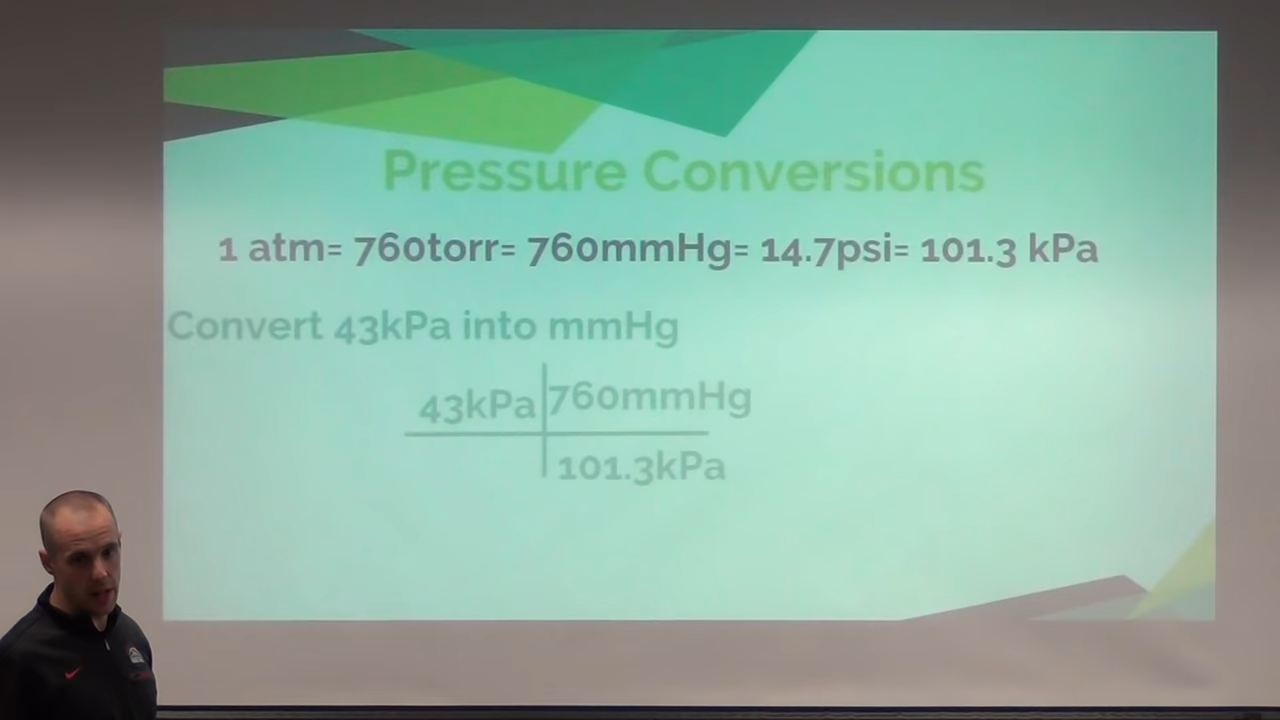 Pressure Conversions
1 atm= 760torr= 760mmHg= 14.7psi= 101.3 kPa
Convert 43kPa into mmHg
43kPa 760mmHg
101.3kPa